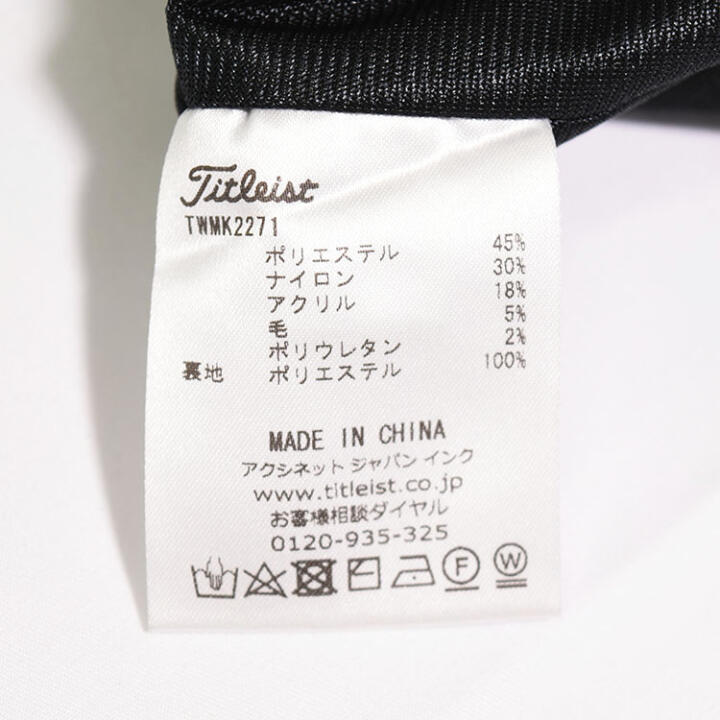 Titleist
TWMK2271
ポリエステル 45%
ナイロン 30%
アクリル 18%
毛 5%
ポリウレタン 2%
裏地 ポリエステル 100%
MADE IN CHINA
アクシネット ジャパン インク
www.titleist.co.jp
お客様相談ダイヤル
0120-935-325
F W